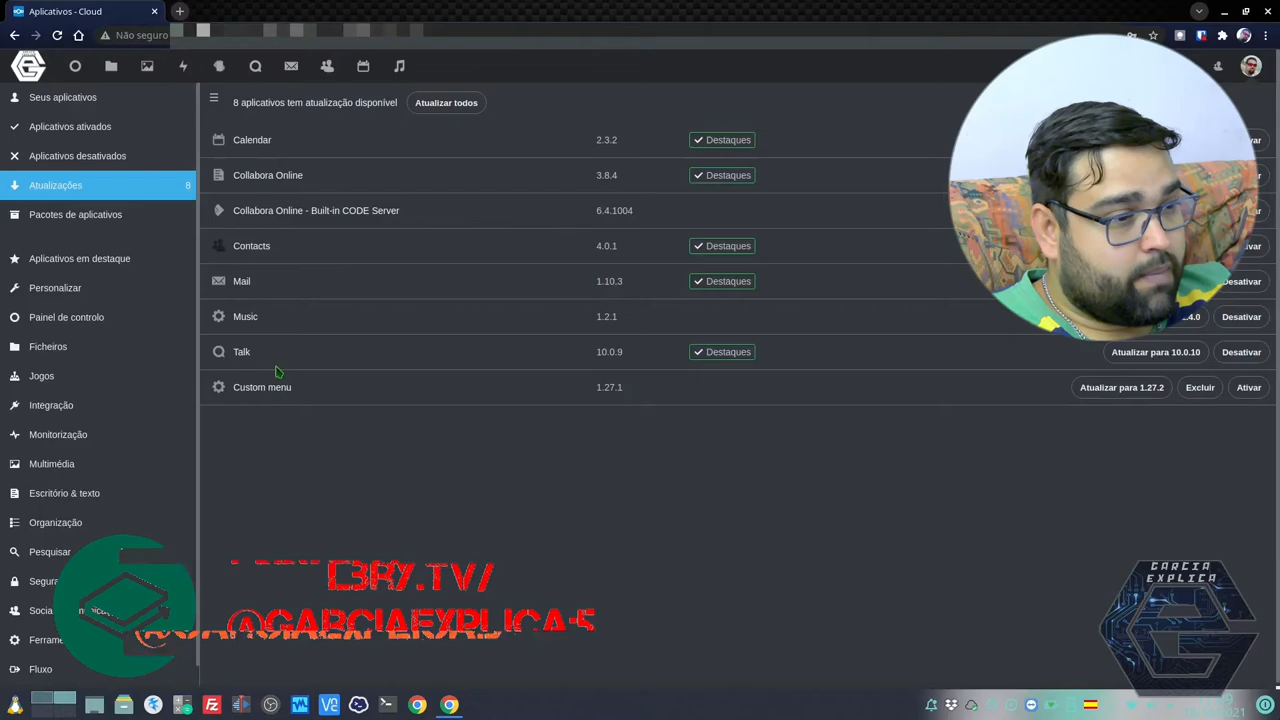 Aplicativos - Cloud
Não seguro
Seus aplicativos
Aplicativos ativados
Aplicativos desativados
Atualizações 8
Pacotes de aplicativos
Aplicativos em destaque
Personalizar
Painel de controlo
Ficheiros
Jogos
Integração
Monitorização
Multimédia
Escritório & texto
Organização
Pesquisar
Fluxo
8 aplicativos tem atualização disponível
Atualizar todos
Calendar 2.3.2 Destaques
Collabora Online 3.8.4 Destaques
Collabora Online - Built-in CODE Server 6.4.1004
Contacts 4.0.1 Destaques
Mail 1.10.3 Destaques Desativar
Music 1.2.1 Desativar
Talk 10.0.9 Destaques Atualizar para 10.0.10 Desativar
Custom menu 1.27.1 Atualizar para 1.27.2 Excluir Ativar
LBRY.TV/
@GARCIAEXPLICA:5
GARCIA
EXPLICA